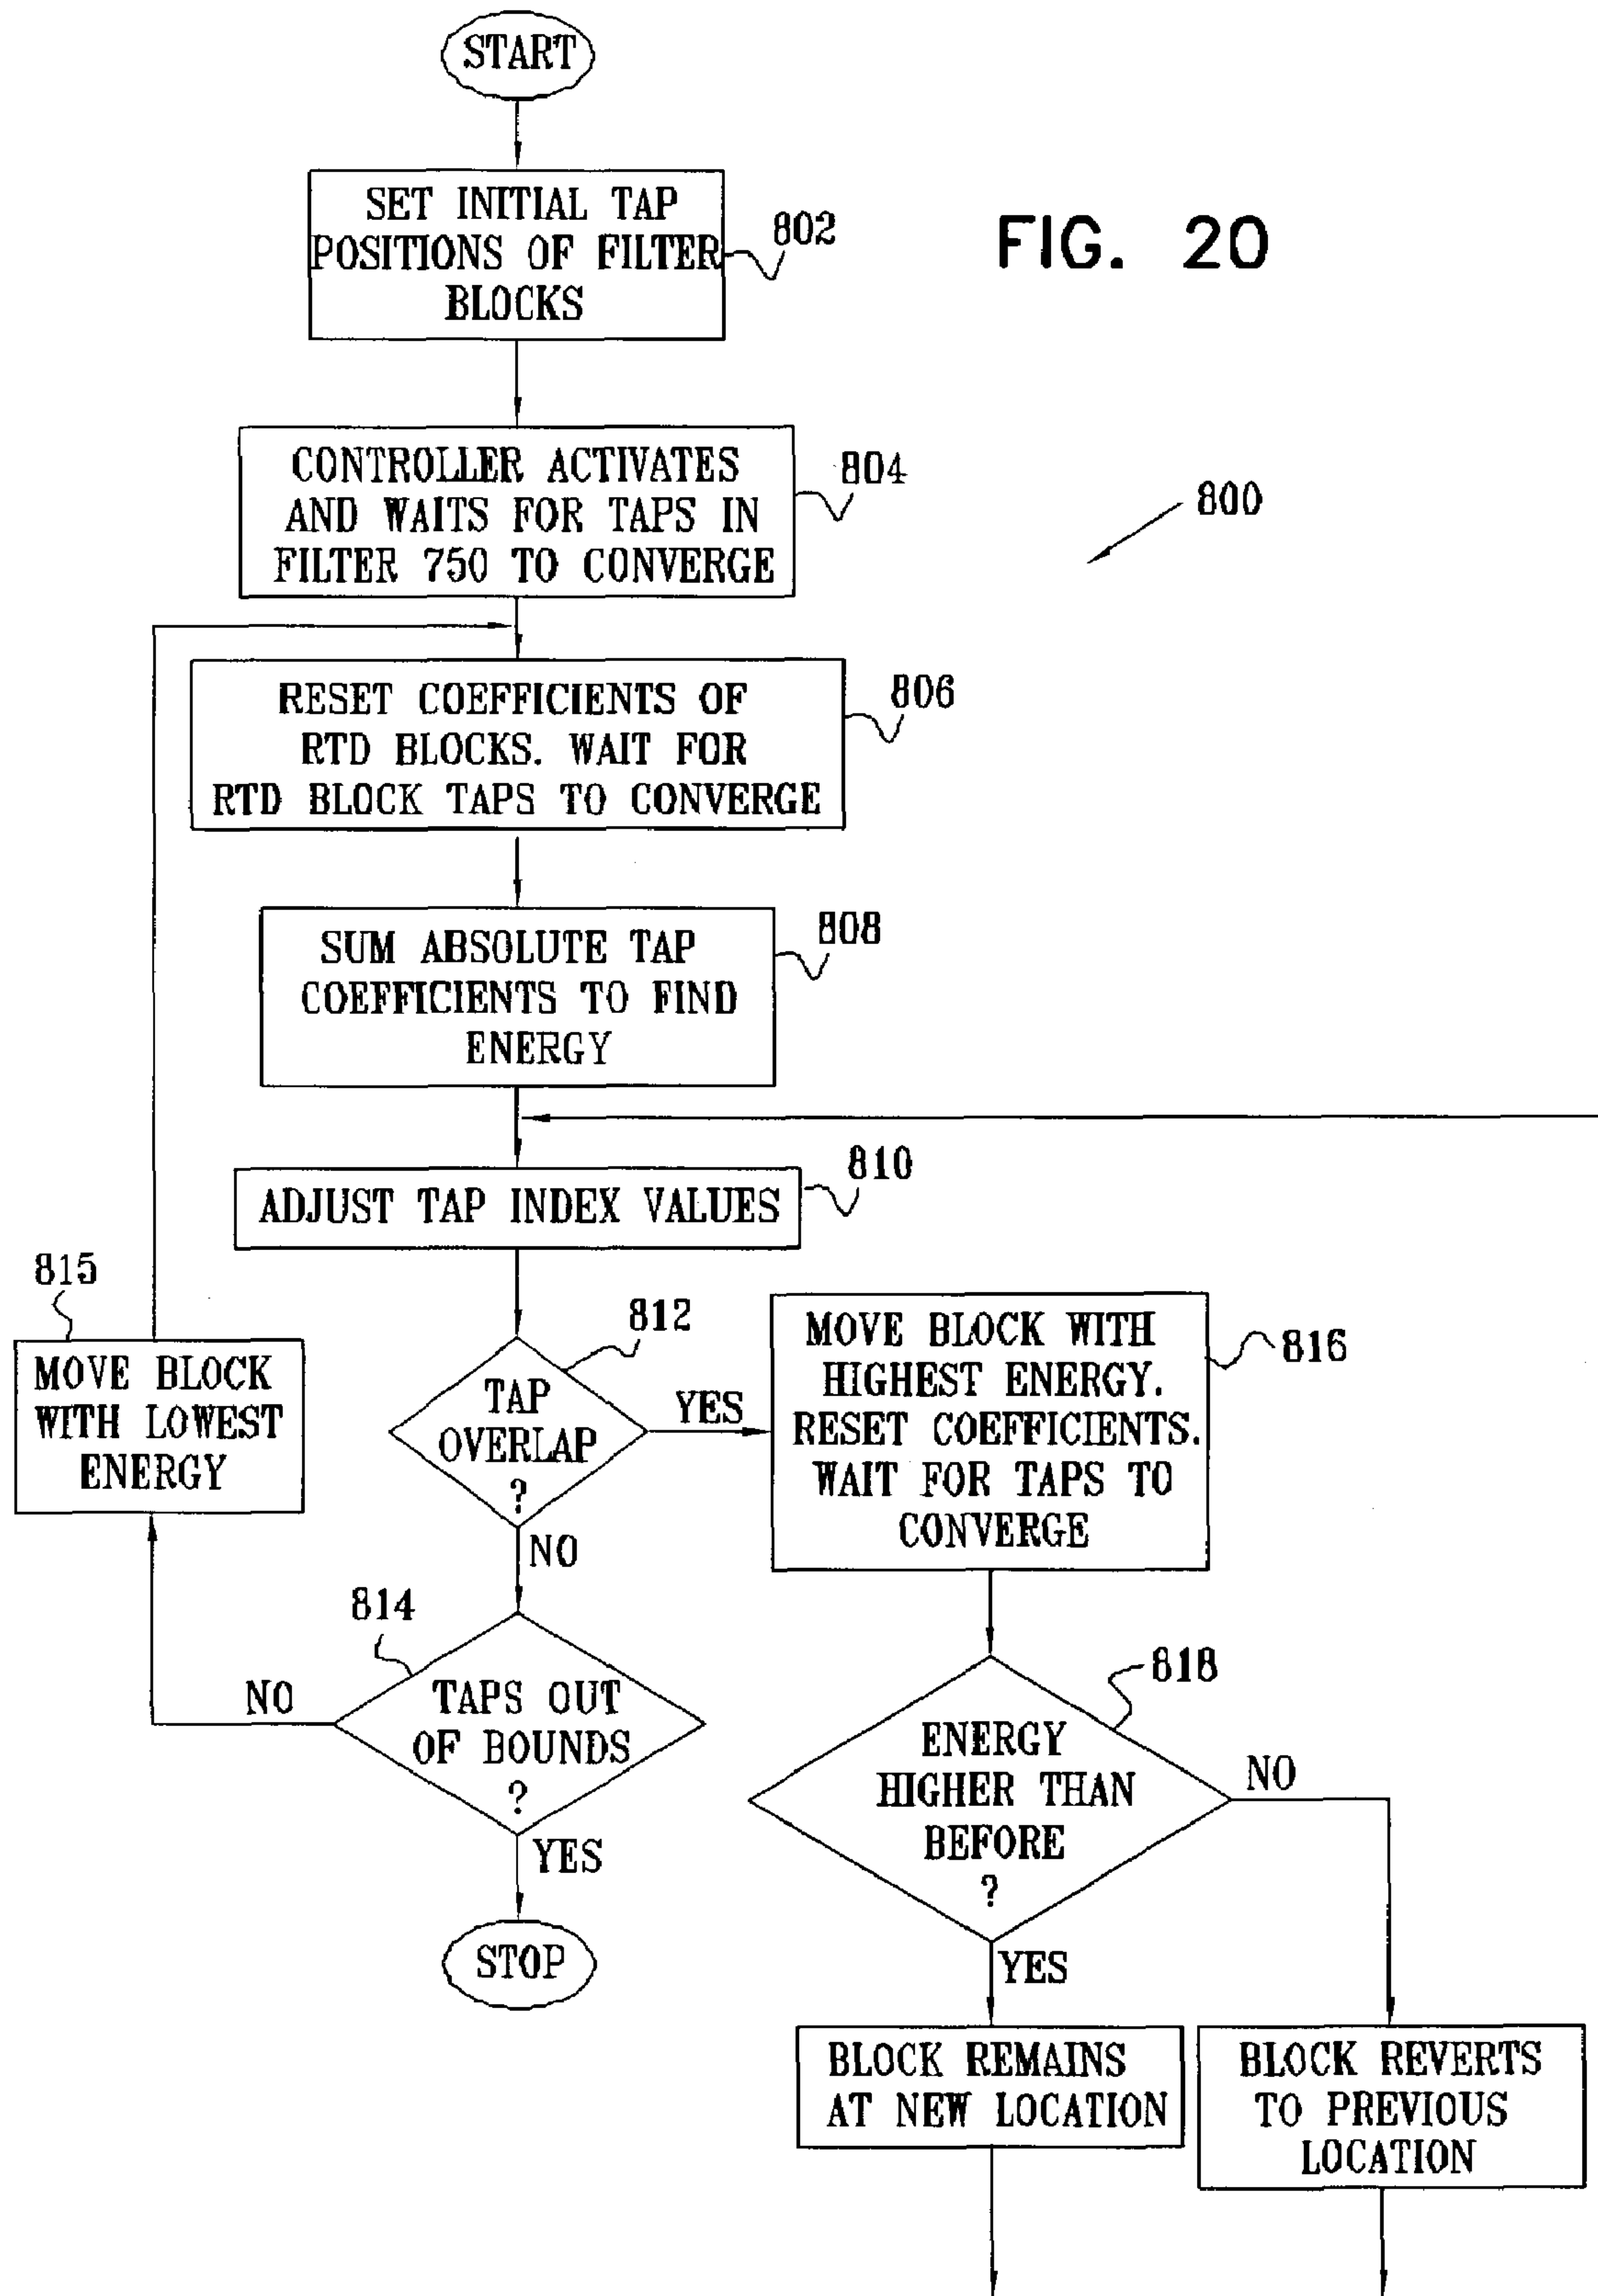 START
SET INITIAL TAP
POSITIONS OF FILTER
BLOCKS
802
FIG. 20
CONTROLLER ACTIVATES
AND WAITS FOR TAPS IN
FILTER 750 TO CONVERGE
804
800
RESET COEFFICIENTS OF
RTD BLOCKS. WAIT FOR
RTD BLOCK TAPS TO CONVERGE
806
SUM ABSOLUTE TAP
COEFFICIENTS TO FIND
ENERGY
808
ADJUST TAP INDEX VALUES
810
815
MOVE BLOCK
WITH LOWEST
ENERGY
812
TAP
OVERLAP
?
YES
NO
MOVE BLOCK WITH
HIGHEST ENERGY.
RESET COEFFICIENTS.
WAIT FOR TAPS TO
CONVERGE
816
814
TAPS OUT
OF BOUNDS
?
NO
YES
STOP
818
ENERGY
HIGHER THAN
BEFORE
?
NO
YES
BLOCK REMAINS
AT NEW LOCATION
BLOCK REVERTS
TO PREVIOUS
LOCATION